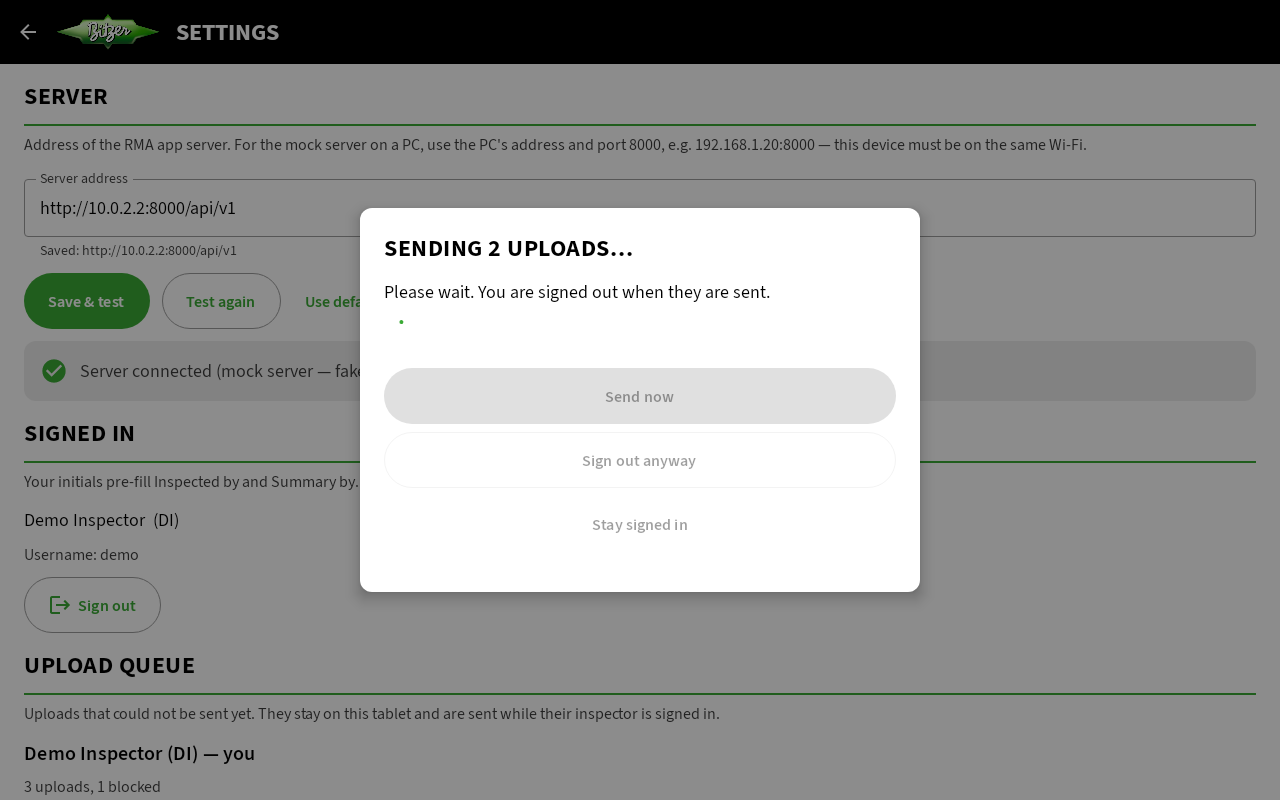 Bitzer
SETTINGS
SERVER
Address of the RMA app server. For the mock server on a PC, use the PC's address and port 8000, e.g. 192.168.1.20:8000 — this device must be on the same Wi-Fi.
Server address
http://10.0.2.2:8000/api/v1
Saved: http://10.0.2.2:8000/api/v1
Save & test
Test again
Use defa
Server connected (mock server — fake
SIGNED IN
Your initials pre-fill Inspected by and Summary by.
Demo Inspector (DI)
Username: demo
Sign out
UPLOAD QUEUE
Uploads that could not be sent yet. They stay on this tablet and are sent while their inspector is signed in.
Demo Inspector (DI) — you
3 uploads, 1 blocked
SENDING 2 UPLOADS…
Please wait. You are signed out when they are sent.
Send now
Sign out anyway
Stay signed in